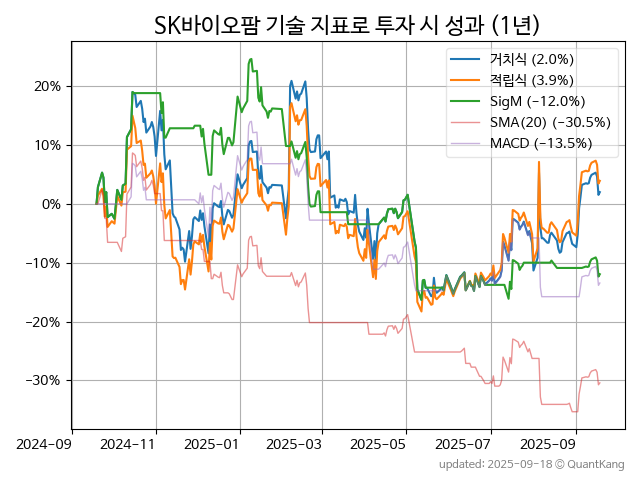 SK바이오팜 기술 지표로 투자 시 성과 (1년)
거치식 (2.0%)
적립식 (3.9%)
SigM (−12.0%)
SMA(20) (−30.5%)
MACD (−13.5%)
20%
10%
0%
−10%
−20%
−30%
2024-09 2024-11 2025-01 2025-03 2025-05 2025-07 2025-09
updated: 2025-09-18 © QuantKang